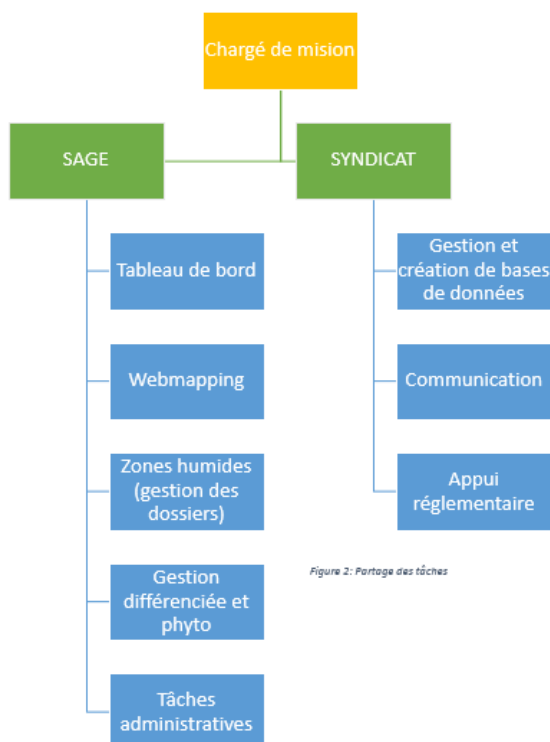 Chargé de mision
SAGE
SYNDICAT
Tableau de bord
Webmapping
Zones humides
(gestion des
dossiers)
Gestion
différenciée et
phyto
Tâches
administratives
Gestion et
création de bases
de données
Communication
Appui
réglementaire
Figure 2: Partage des tâches